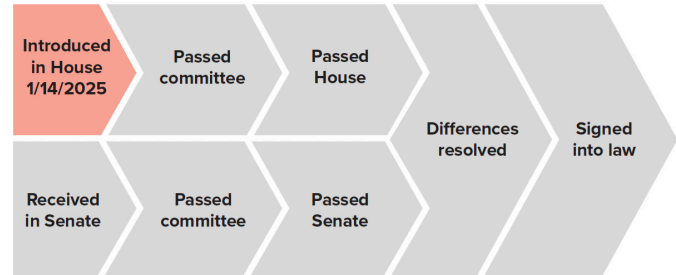 Introduced
in House
1/14/2025
Passed
committee
Passed
House
Differences
resolved
Signed
into law
Received
in Senate
Passed
committee
Passed
Senate